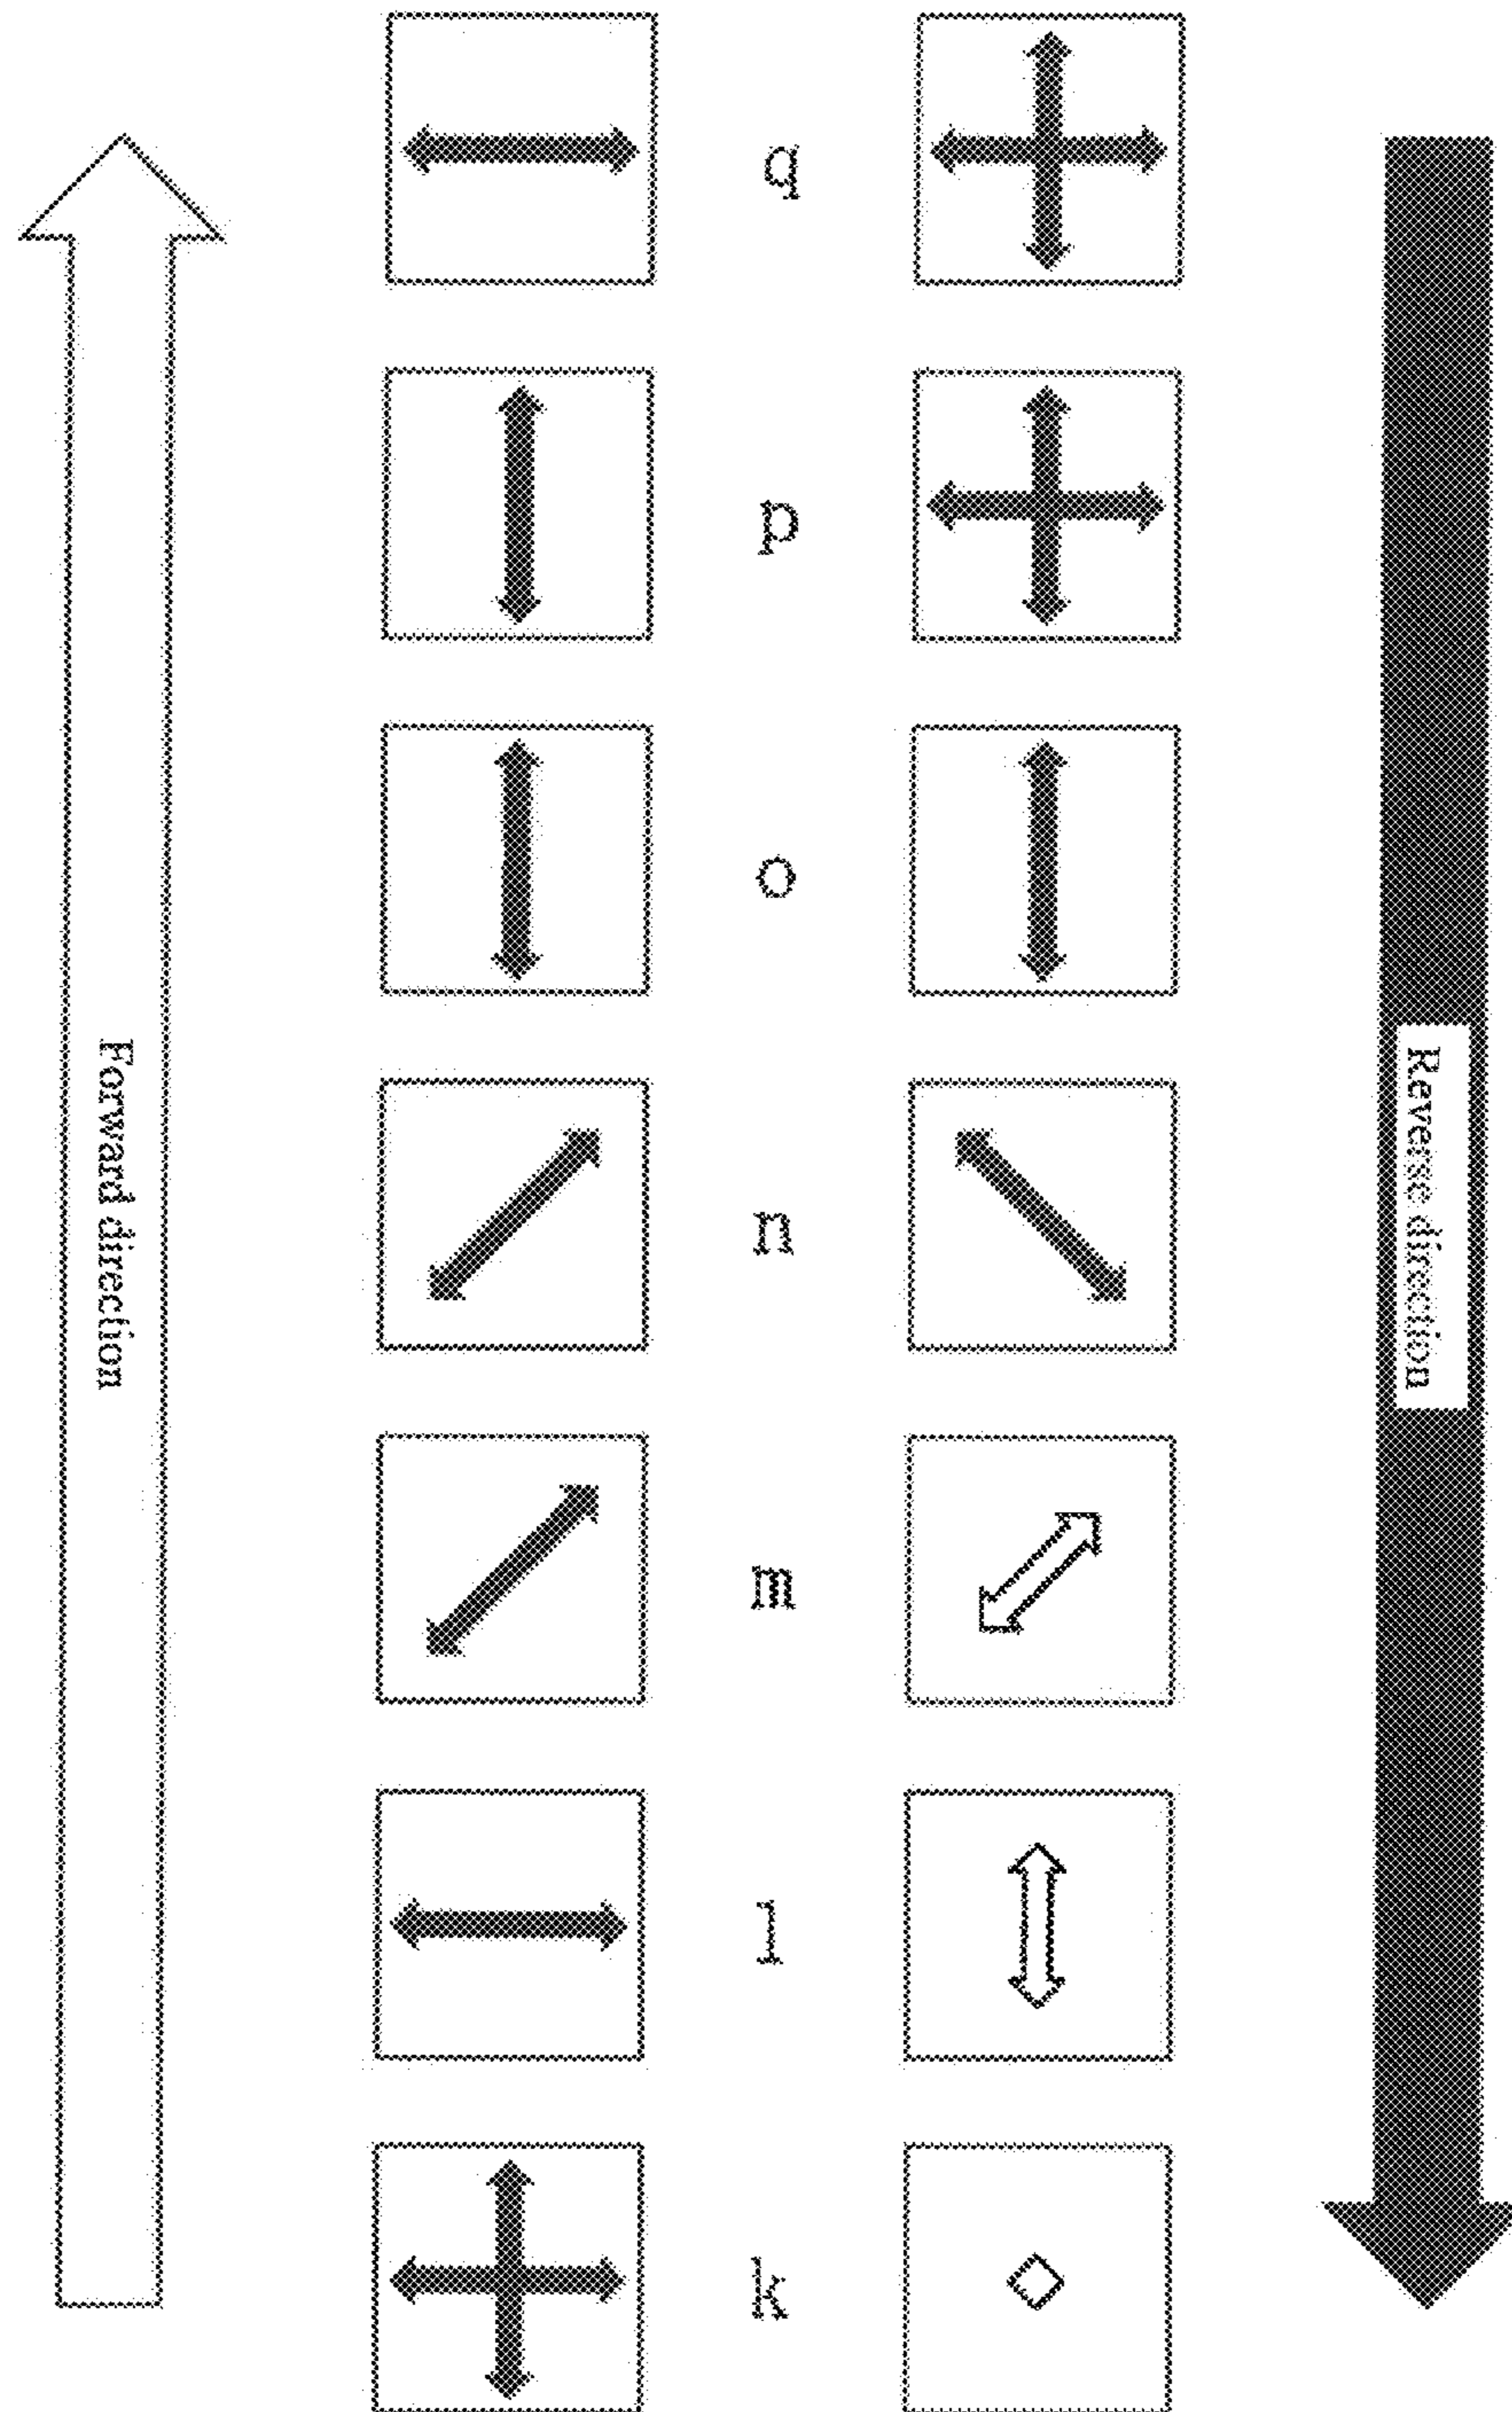 q
p
o
Forward direction
Reverse direction
n
m
l
k